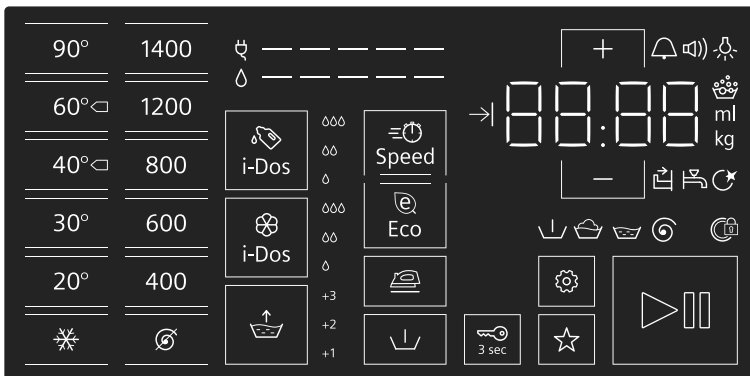 90° 1400
60° 1200
40° 800
30° 600
20° 400
i-Dos
i-Dos
+3
+2
+1
Speed
e
Eco
3 sec
+
88:88
−
ml
kg